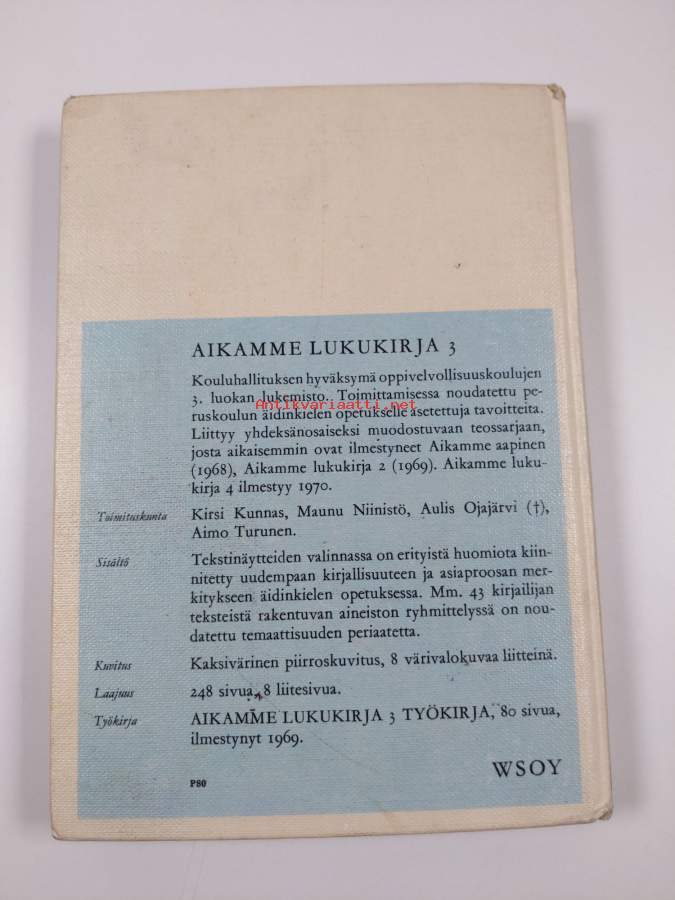 AIKAMME LUKUKIRJA 3
Kouluhallituksen hyväksymä oppivelvollisuuskoulujen
3. luokan lukemisto. Toimittamisessa noudatettu pe-
Antikvariaatti.net
ruskoulun äidinkielen opetukselle asetettuja tavoitteita.
Liittyy yhdeksänosaiseksi muodostuvaan teossarjaan,
josta aikaisemmin ovat ilmestyneet Aikamme aapinen
(1968), Aikamme lukukirja 2 (1969). Aikamme luku-
kirja 4 ilmestyy 1970.
Toimituskunta Kirsi Kunnas, Maunu Niinistö, Aulis Ojajärvi (†),
Aimo Turunen.
Sisältö Tekstinäytteiden valinnassa on erityistä huomiota kiin-
nitetty uudempaan kirjallisuuteen ja asiaproosan mer-
kitykseen äidinkielen opetuksessa. Mm. 43 kirjailijan
teksteistä rakentuvan aineiston ryhmittelyssä on nou-
datettu temaattisuuden periaatetta.
Kuvitus Kaksivärinen piirroskuvitus, 8 värivalokuvaa liitteinä.
Laajuus 248 sivua, 8 liitesivua.
Työkirja AIKAMME LUKUKIRJA 3 TYÖKIRJA, 80 sivua,
ilmestynyt 1969.
P80
WSOY